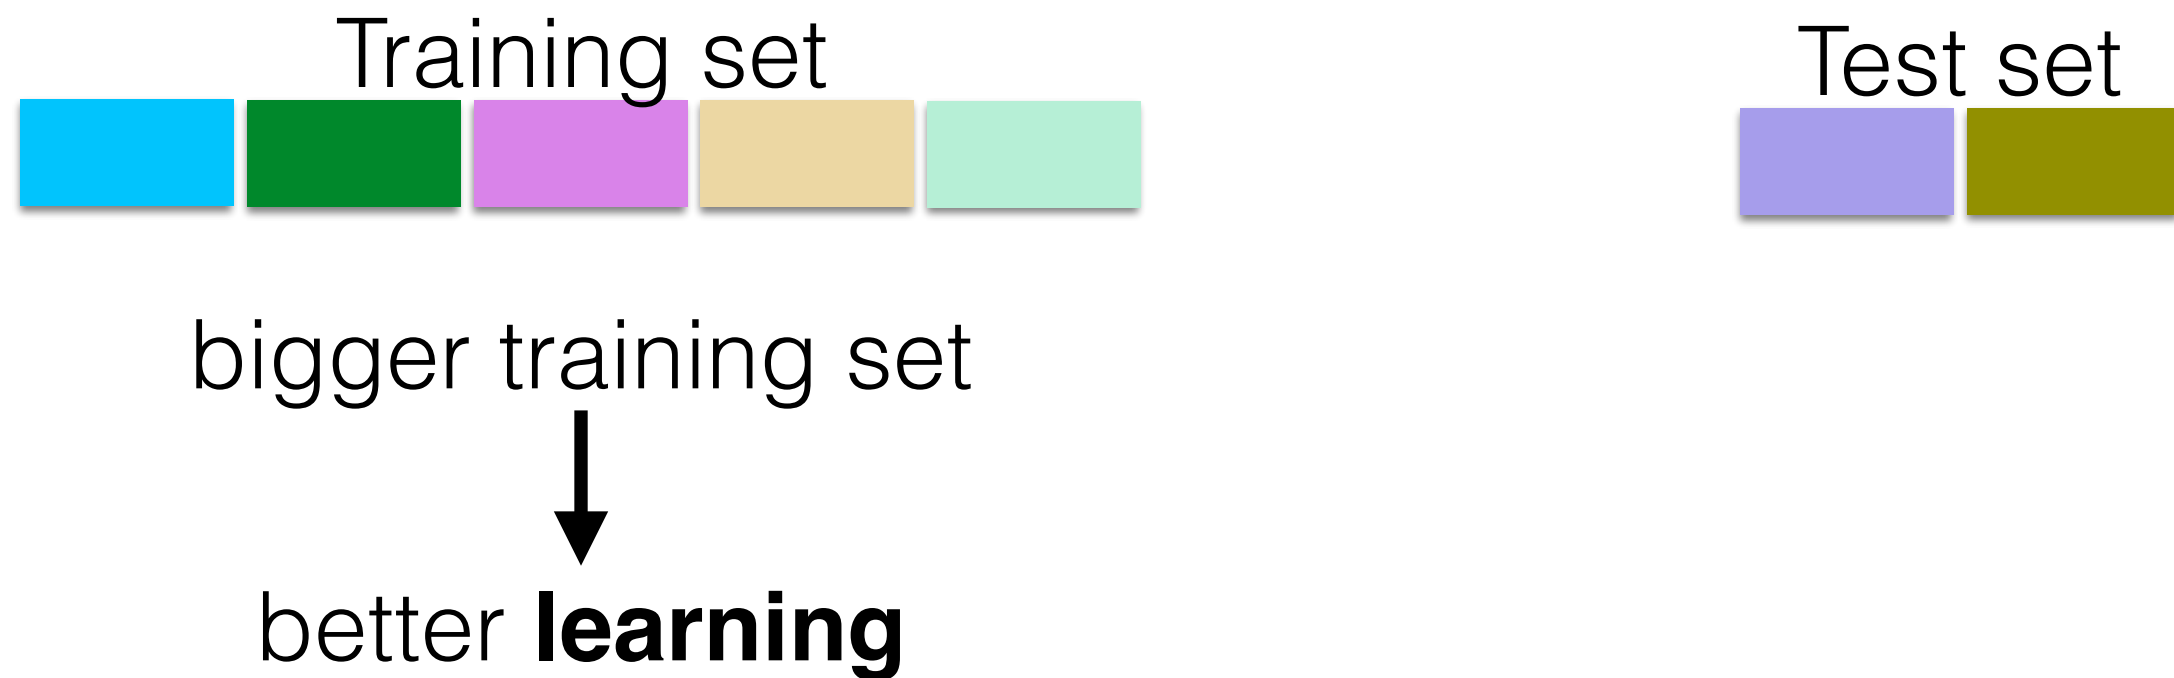 Training set
Test set
bigger training set
better learning